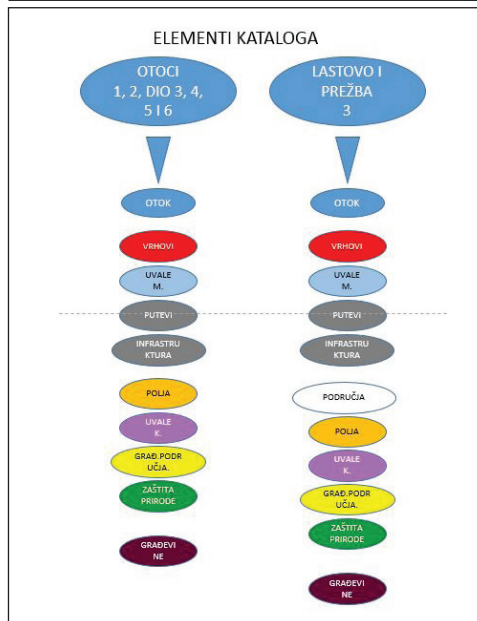 ELEMENTI KATALOGA
OTOCI
1, 2, DIO 3, 4,
5 I 6
OTOK
VRHOVI
UVALE
M.
PUTEVI
INFRASTRU
KTURA
POLJA
UVALE
K.
GRAĐ.PODR
UČJA.
ZAŠTITA
PRIRODE
GRAĐEVI
NE
LASTOVO I
PREŽBA
3
OTOK
VRHOVI
UVALE
M.
PUTEVI
INFRASTRU
KTURA
PODRUČJA
POLJA
UVALE
K.
GRAĐ.PODR
UČJA.
ZAŠTITA
PRIRODE
GRAĐEVI
NE